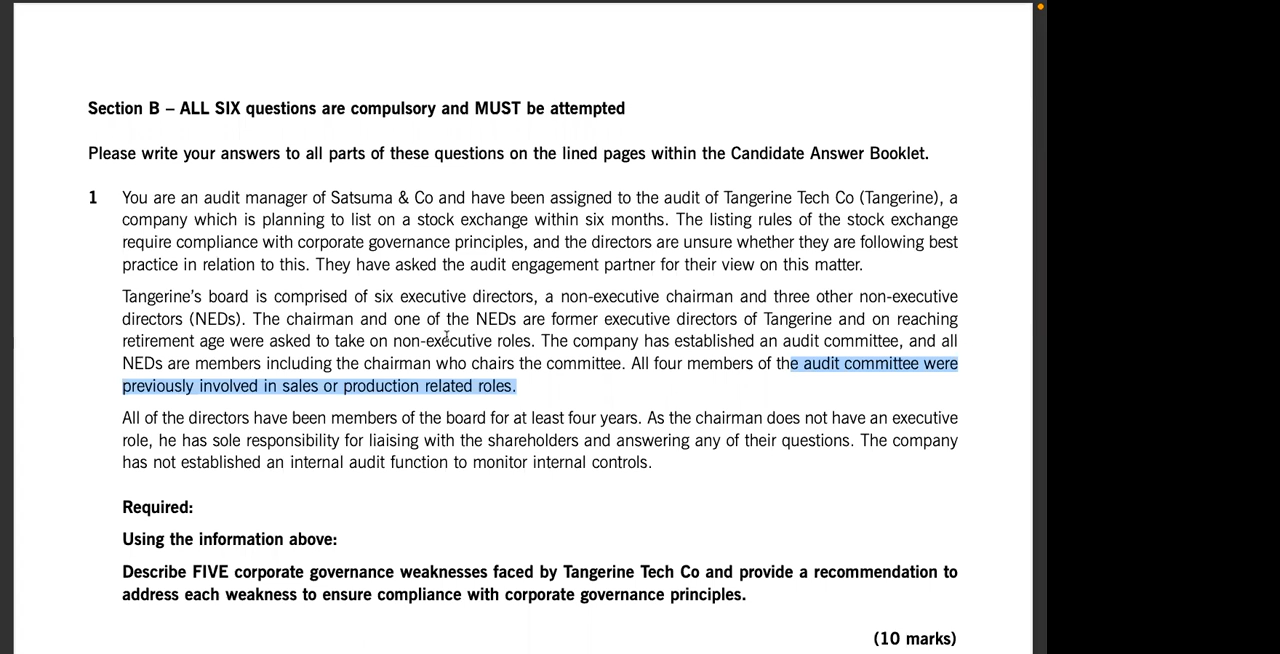 Section B – ALL SIX questions are compulsory and MUST be attempted
Please write your answers to all parts of these questions on the lined pages within the Candidate Answer Booklet.
1 You are an audit manager of Satsuma & Co and have been assigned to the audit of Tangerine Tech Co (Tangerine), a
company which is planning to list on a stock exchange within six months. The listing rules of the stock exchange
require compliance with corporate governance principles, and the directors are unsure whether they are following best
practice in relation to this. They have asked the audit engagement partner for their view on this matter.
Tangerine’s board is comprised of six executive directors, a non-executive chairman and three other non-executive
directors (NEDs). The chairman and one of the NEDs are former executive directors of Tangerine and on reaching
retirement age were asked to take on non-executive roles. The company has established an audit committee, and all
NEDs are members including the chairman who chairs the committee. All four members of the audit committee were
previously involved in sales or production related roles.
All of the directors have been members of the board for at least four years. As the chairman does not have an executive
role, he has sole responsibility for liaising with the shareholders and answering any of their questions. The company
has not established an internal audit function to monitor internal controls.
Required:
Using the information above:
Describe FIVE corporate governance weaknesses faced by Tangerine Tech Co and provide a recommendation to
address each weakness to ensure compliance with corporate governance principles.
(10 marks)